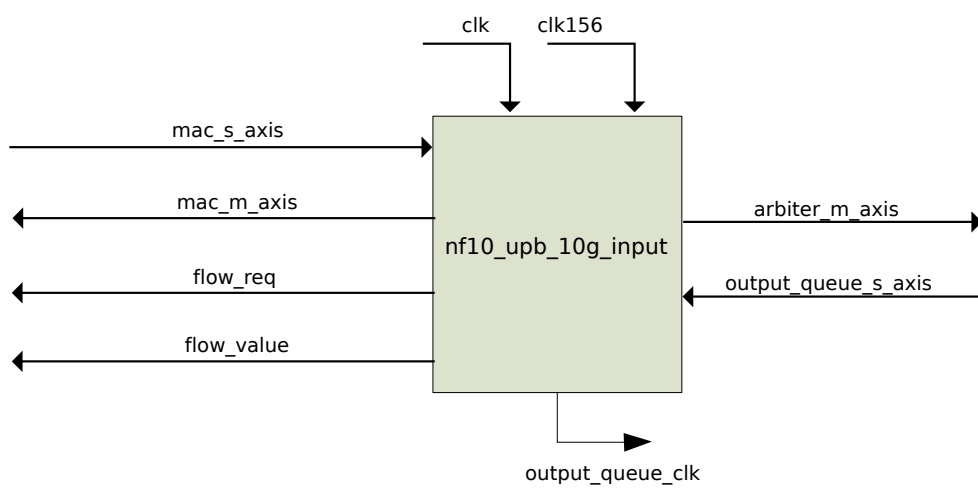 clk
clk156
mac_s_axis
mac_m_axis
arbiter_m_axis
nf10_upb_10g_input
flow_req
output_queue_s_axis
flow_value
output_queue_clk